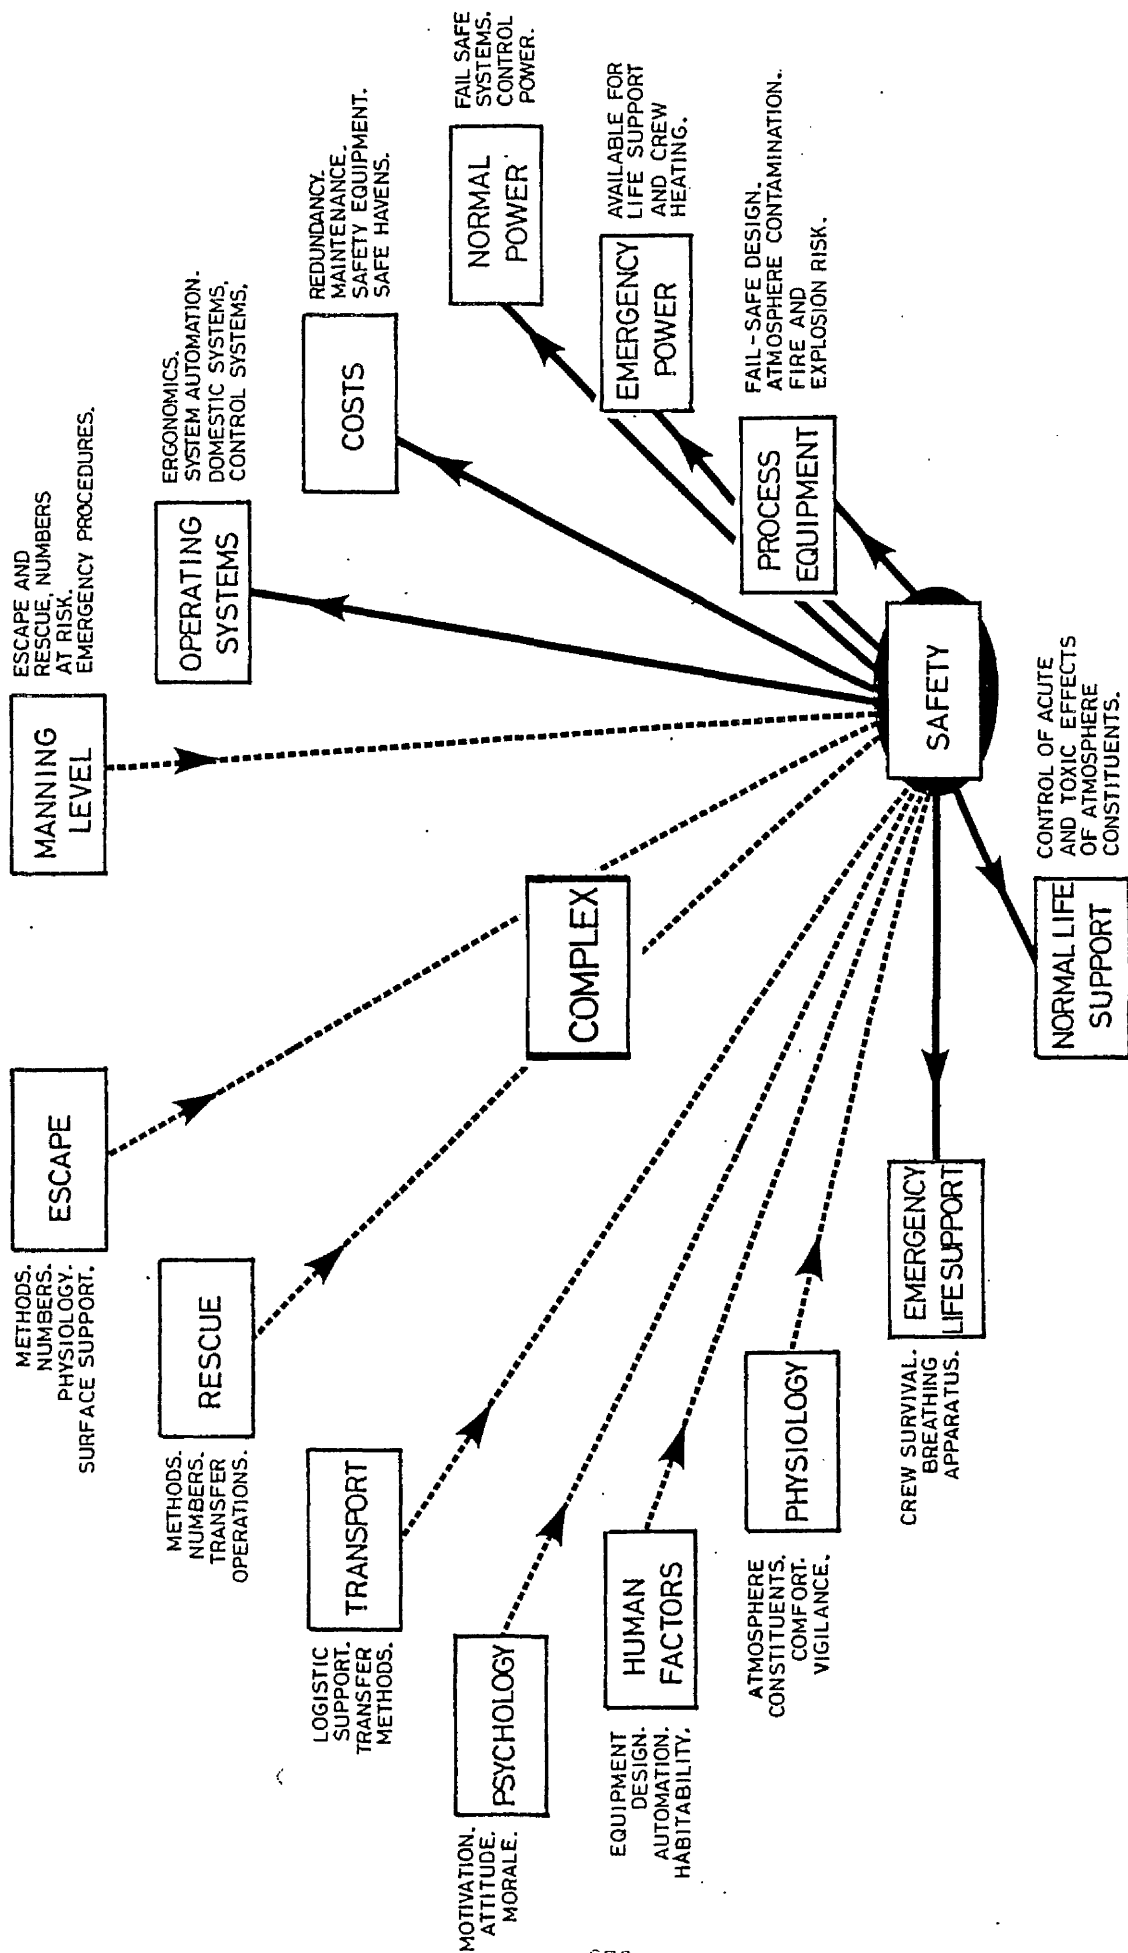 METHODS.
NUMBERS.
PHYSIOLOGY.
SURFACE SUPPORT.
ESCAPE
MANNING
LEVEL
ESCAPE AND
RESCUE, NUMBERS
AT RISK.
EMERGENCY PROCEDURES.
METHODS.
NUMBERS.
TRANSFER
OPERATIONS.
RESCUE
OPERATING
SYSTEMS
ERGONOMICS.
SYSTEM AUTOMATION.
DOMESTIC SYSTEMS,
CONTROL SYSTEMS.
LOGISTIC
SUPPORT.
TRANSFER
METHODS.
TRANSPORT
COSTS
REDUNDANCY.
MAINTENANCE.
SAFETY EQUIPMENT.
SAFE HAVENS.
MOTIVATION.
ATTITUDE.
MORALE.
PSYCHOLOGY
COMPLEX
NORMAL
POWER
FAIL SAFE
SYSTEMS.
CONTROL
POWER.
EQUIPMENT
DESIGN.
AUTOMATION.
HABITABILITY.
HUMAN
FACTORS
EMERGENCY
POWER
AVAILABLE FOR
LIFE SUPPORT
AND CREW
HEATING.
ATMOSPHERE
CONSTITUENTS.
COMFORT.
VIGILANCE.
PHYSIOLOGY
PROCESS
EQUIPMENT
FAIL-SAFE DESIGN.
ATMOSPHERE CONTAMINATION.
FIRE AND
EXPLOSION RISK.
CREW SURVIVAL.
BREATHING
APPARATUS.
EMERGENCY
LIFE SUPPORT
SAFETY
NORMAL LIFE
SUPPORT
CONTROL OF ACUTE
AND TOXIC EFFECTS
OF ATMOSPHERE
CONSTITUENTS.